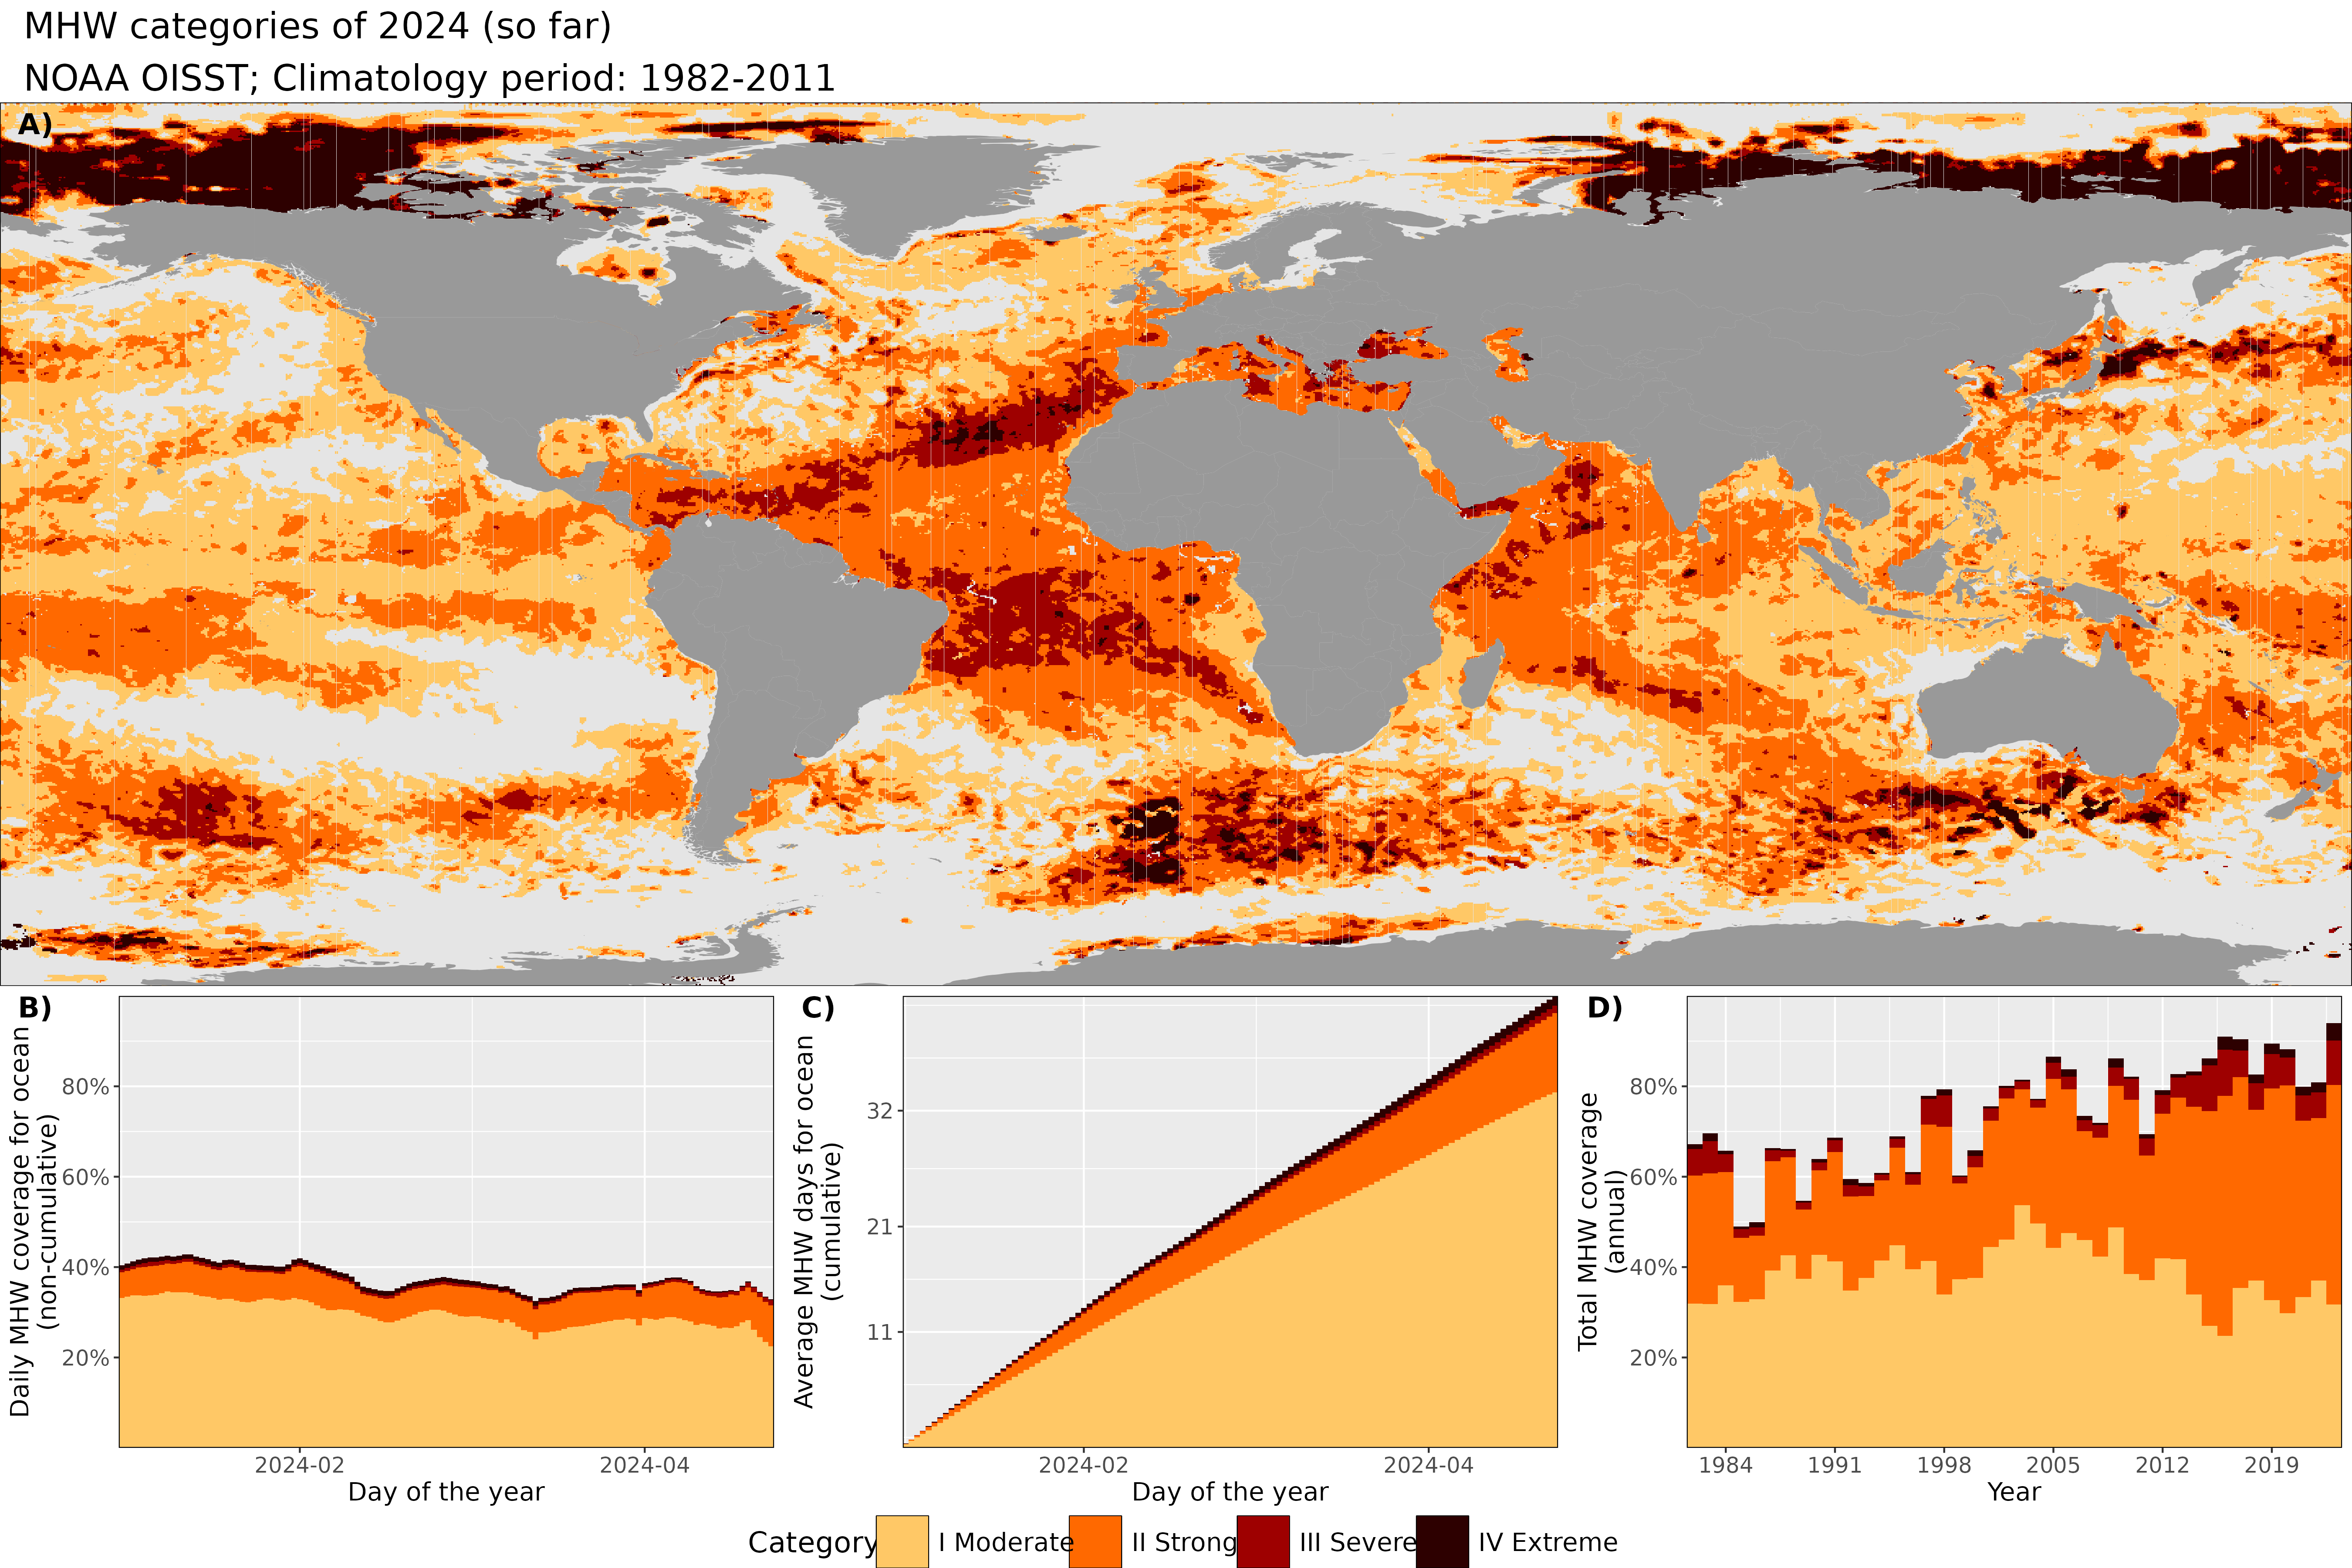 MHW categories of 2024 (so far)
NOAA OISST; Climatology period: 1982-2011
A)
B)
Daily MHW coverage for ocean
(non-cumulative)
80%
60%
40%
20%
2024-02
2024-04
Day of the year
C)
Average MHW days for ocean
(cumulative)
32
21
11
2024-02
2024-04
Day of the year
D)
Total MHW coverage
(annual)
80%
60%
40%
20%
1984
1991
1998
2005
2012
2019
Year
Category
I Moderate
II Strong
III Severe
IV Extreme